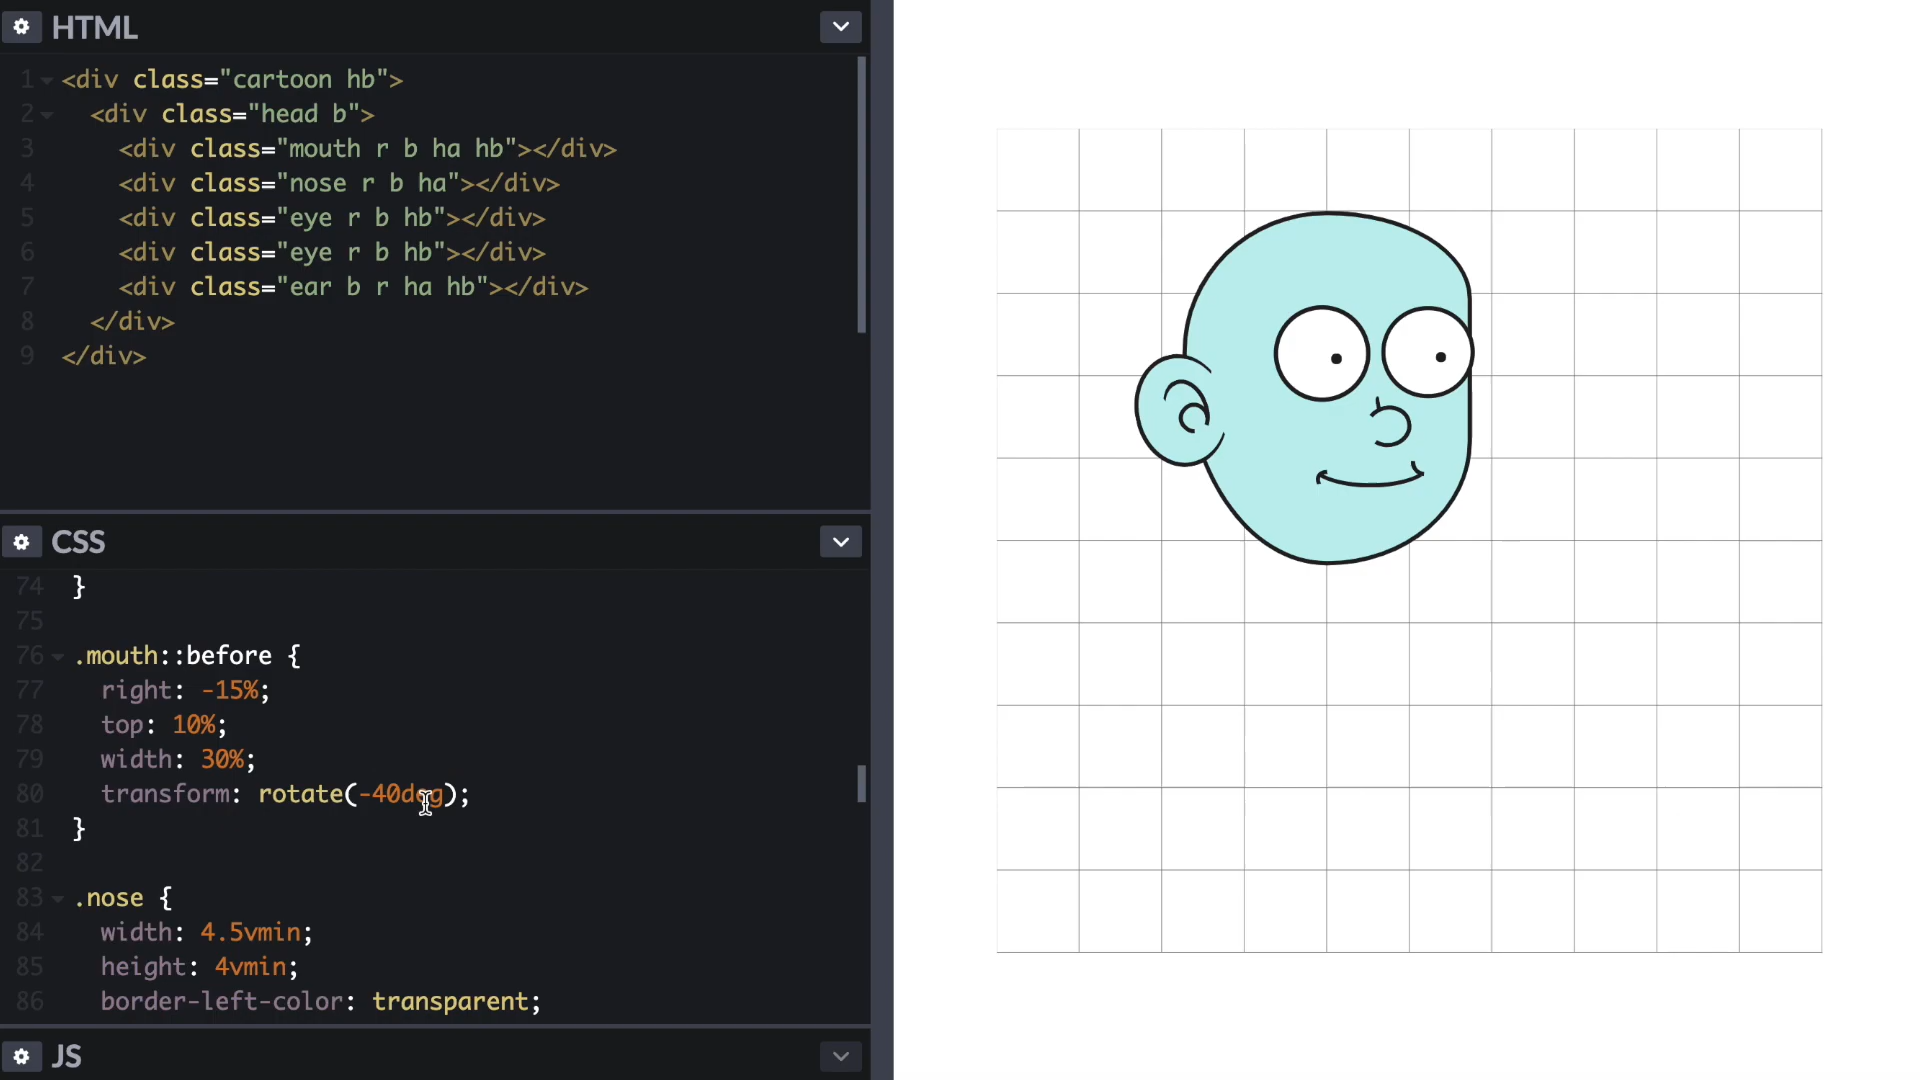 HTML
1 <div class="cartoon hb">
2 <div class="head b">
3 <div class="mouth r b ha hb"></div>
4 <div class="nose r b ha"></div>
5 <div class="eye r b hb"></div>
6 <div class="eye r b hb"></div>
7 <div class="ear b r ha hb"></div>
8 </div>
9 </div>
CSS
74 }
75
76 .mouth::before {
77 right: -15%;
78 top: 10%;
79 width: 30%;
80 transform: rotate(-40deg);
81 }
82
83 .nose {
84 width: 4.5vmin;
85 height: 4vmin;
86 border-left-color: transparent;
JS